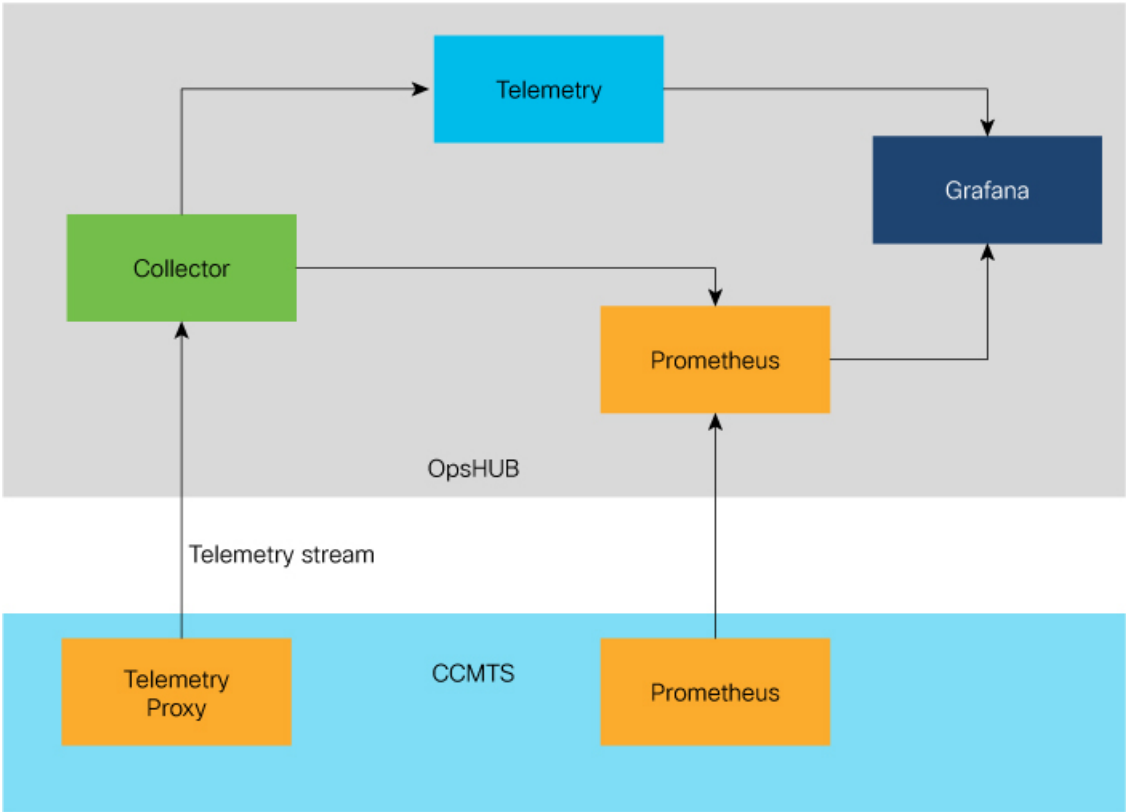 Telemetry
Grafana
Collector
Prometheus
OpsHUB
Telemetry stream
Telemetry
Proxy
CCMTS
Prometheus